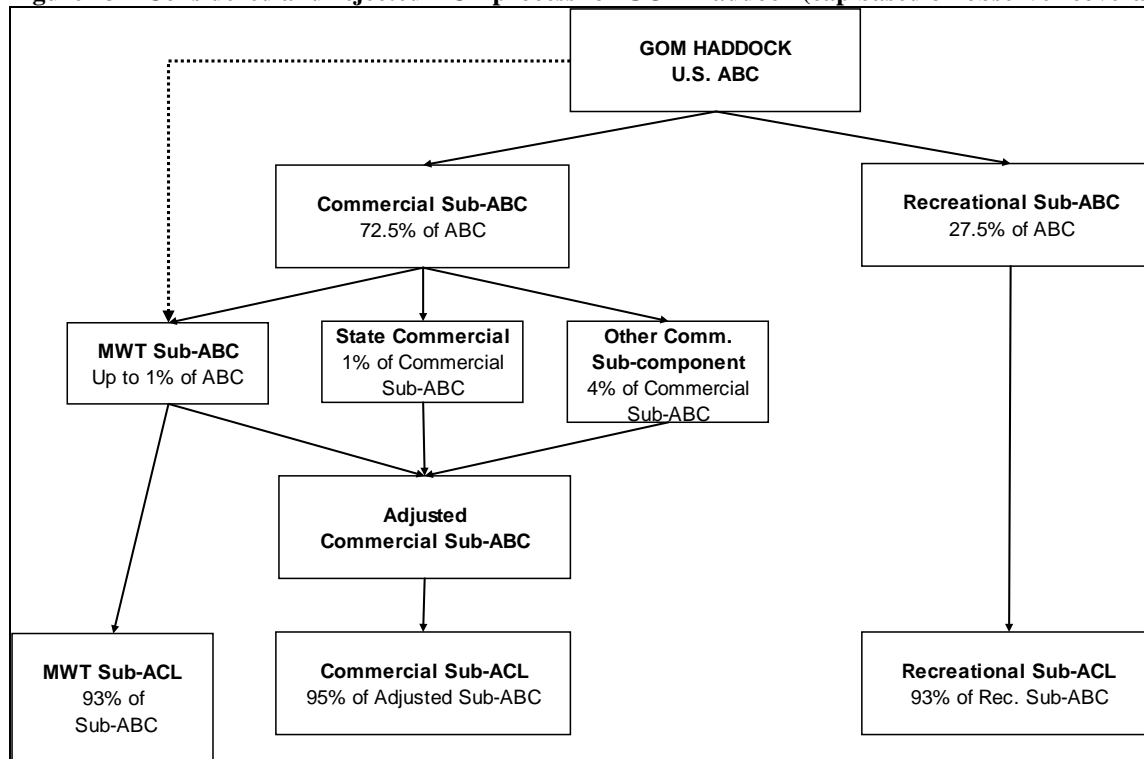 GOM HADDOCK
U.S. ABC
Commercial Sub-ABC
72.5% of ABC
Recreational Sub-ABC
27.5% of ABC
MWT Sub-ABC
Up to 1% of ABC
State Commercial
1% of Commercial
Sub-ABC
Other Comm.
Sub-component
4% of Commercial
Sub-ABC
Adjusted
Commercial Sub-ABC
MWT Sub-ACL
93% of
Sub-ABC
Commercial Sub-ACL
95% of Adjusted Sub-ABC
Recreational Sub-ACL
93% of Rec. Sub-ABC